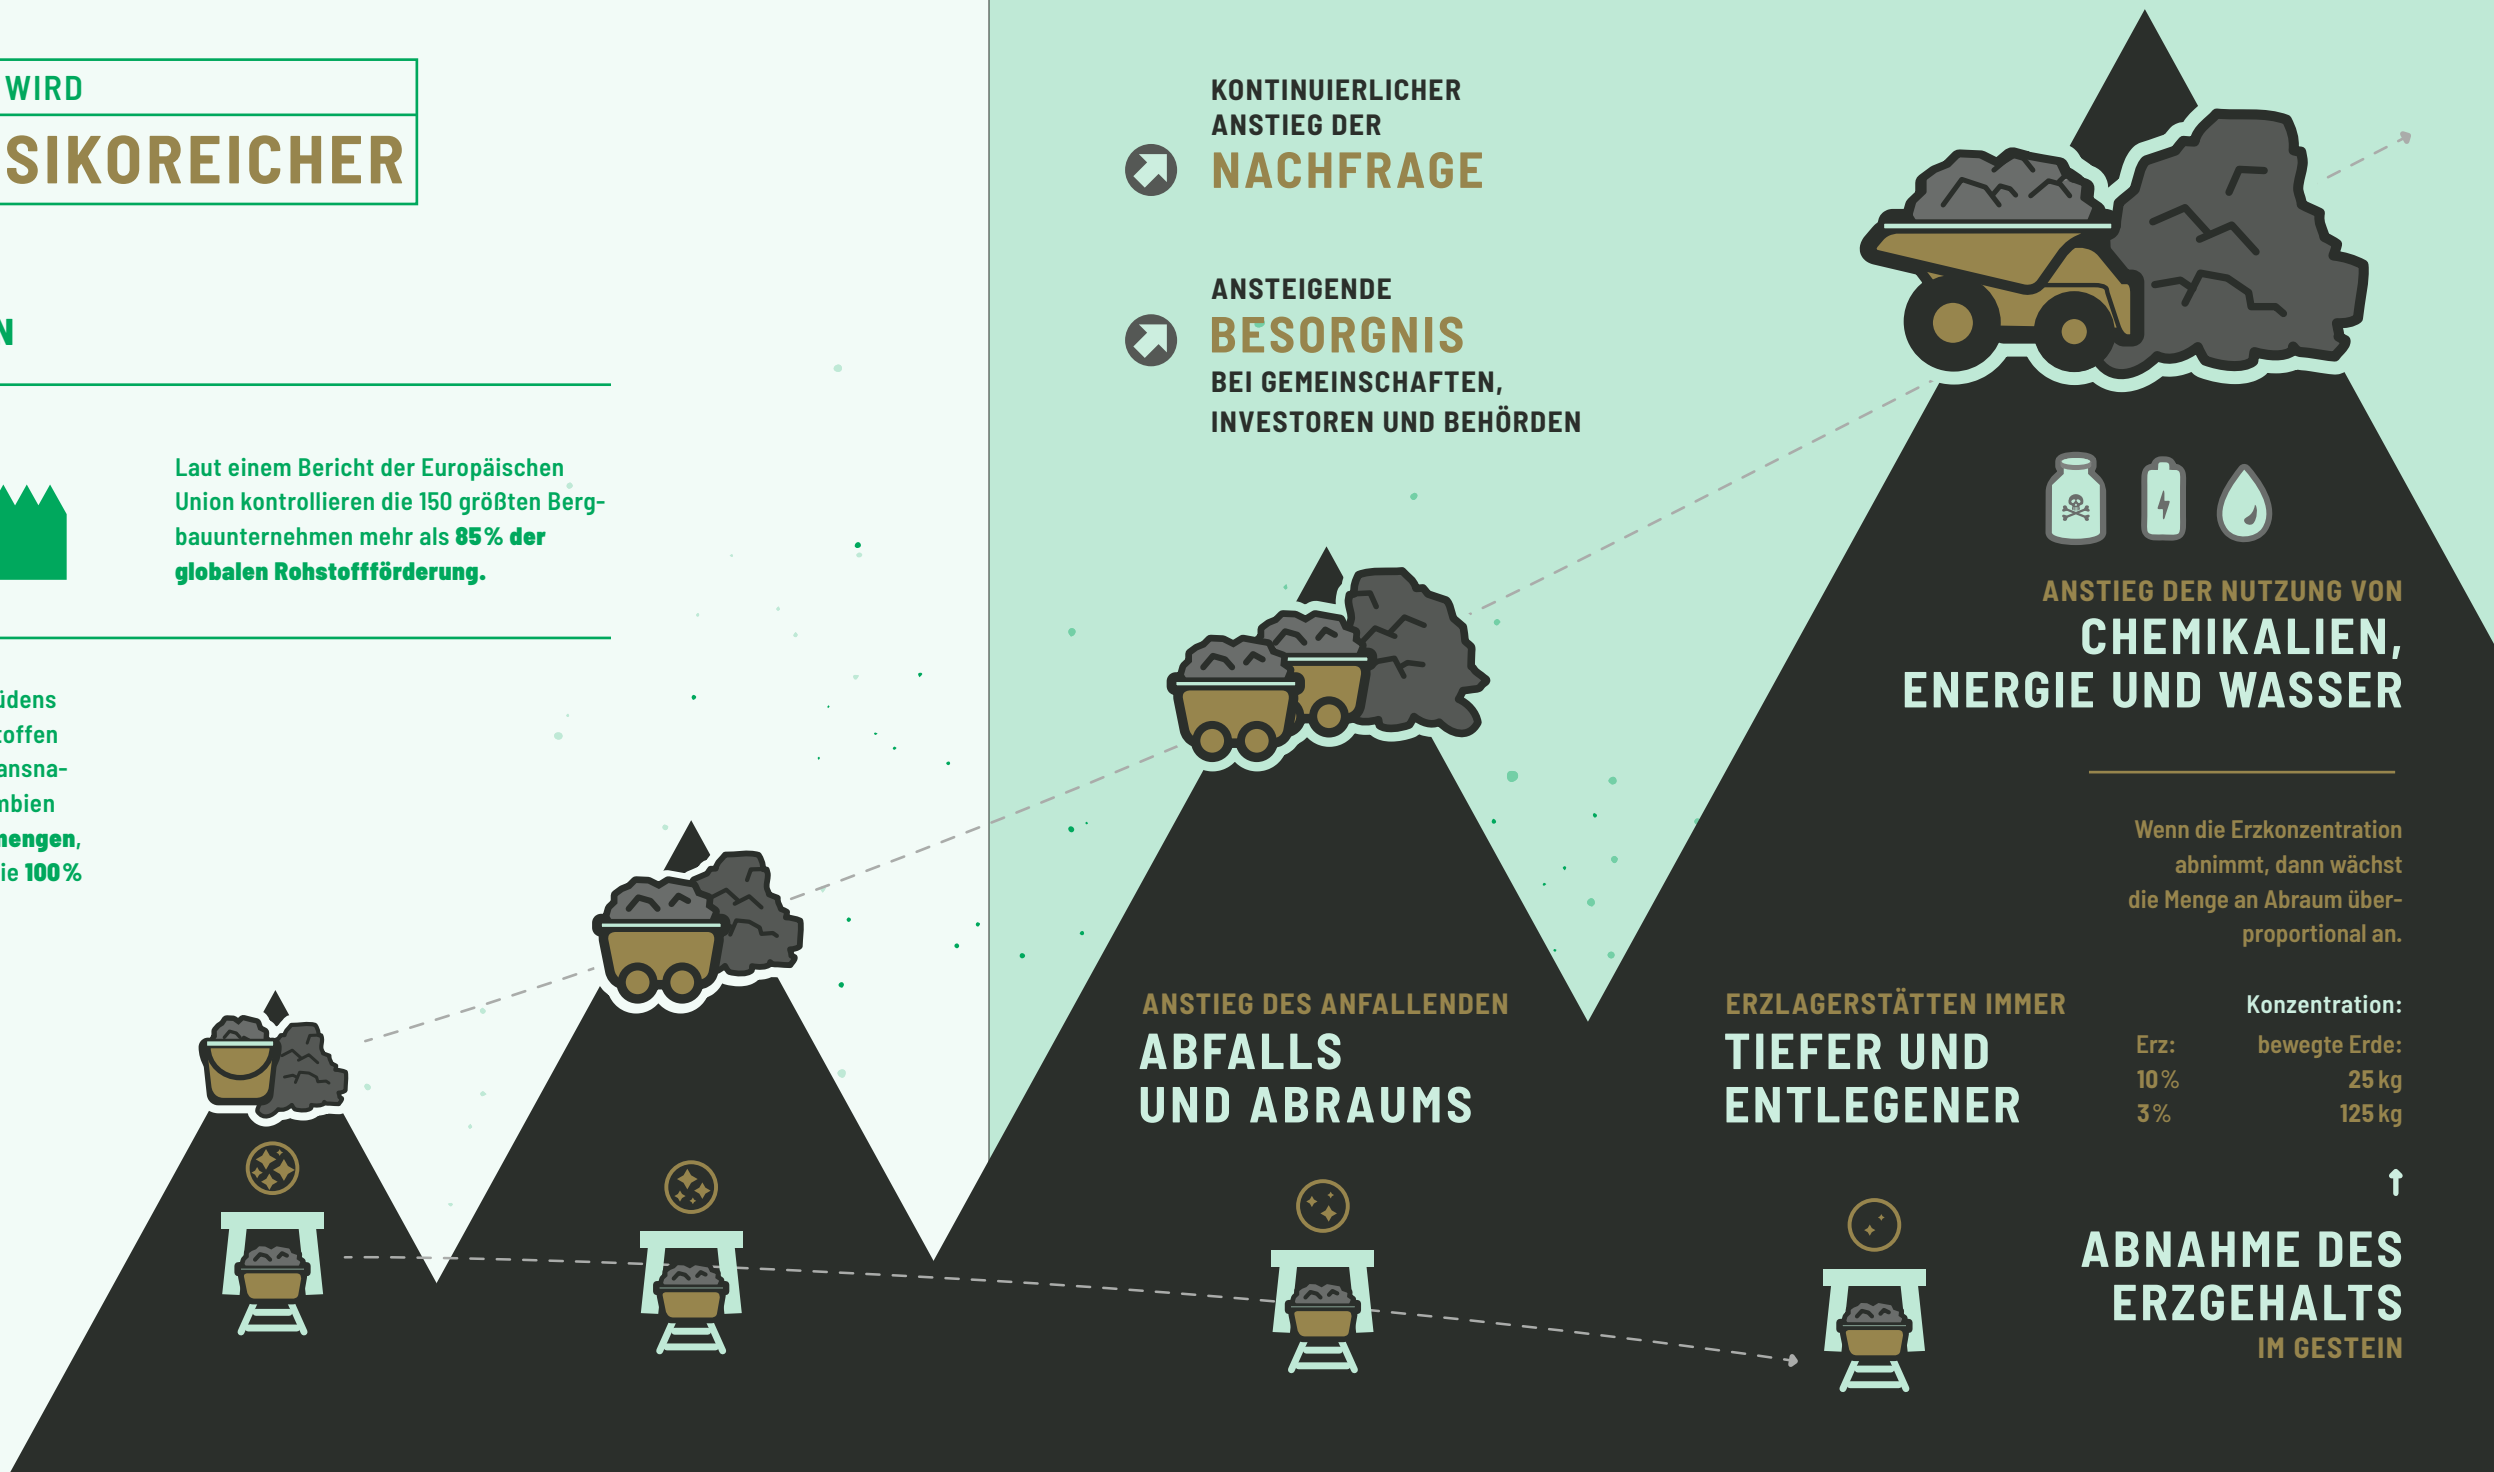 WIRD
SIKOREICHER
N
Laut einem Bericht der Europäischen
Union kontrollieren die 150 größten Berg-
bauunternehmen mehr als 85% der
globalen Rohstoffförderung.
üdens
toffen
ansna-
mbien
mengen,
ie 100%
KONTINUIERLICHER
ANSTIEG DER
NACHFRAGE
ANSTEIGENDE
BESORGNIS
BEI GEMEINSCHAFTEN,
INVESTOREN UND BEHÖRDEN
ANSTIEG DES ANFALLENDEN
ABFALLS
UND ABRAUMS
ANSTIEG DER NUTZUNG VON
CHEMIKALIEN,
ENERGIE UND WASSER
Wenn die Erzkonzentration
abnimmt, dann wächst
die Menge an Abraum über-
proportional an.
ERZLAGERSTÄTTEN IMMER
TIEFER UND
ENTLEGENER
Konzentration:
Erz: bewegte Erde:
10% 25 kg
3% 125 kg
ABNAHME DES
ERZGEHALTS
IM GESTEIN